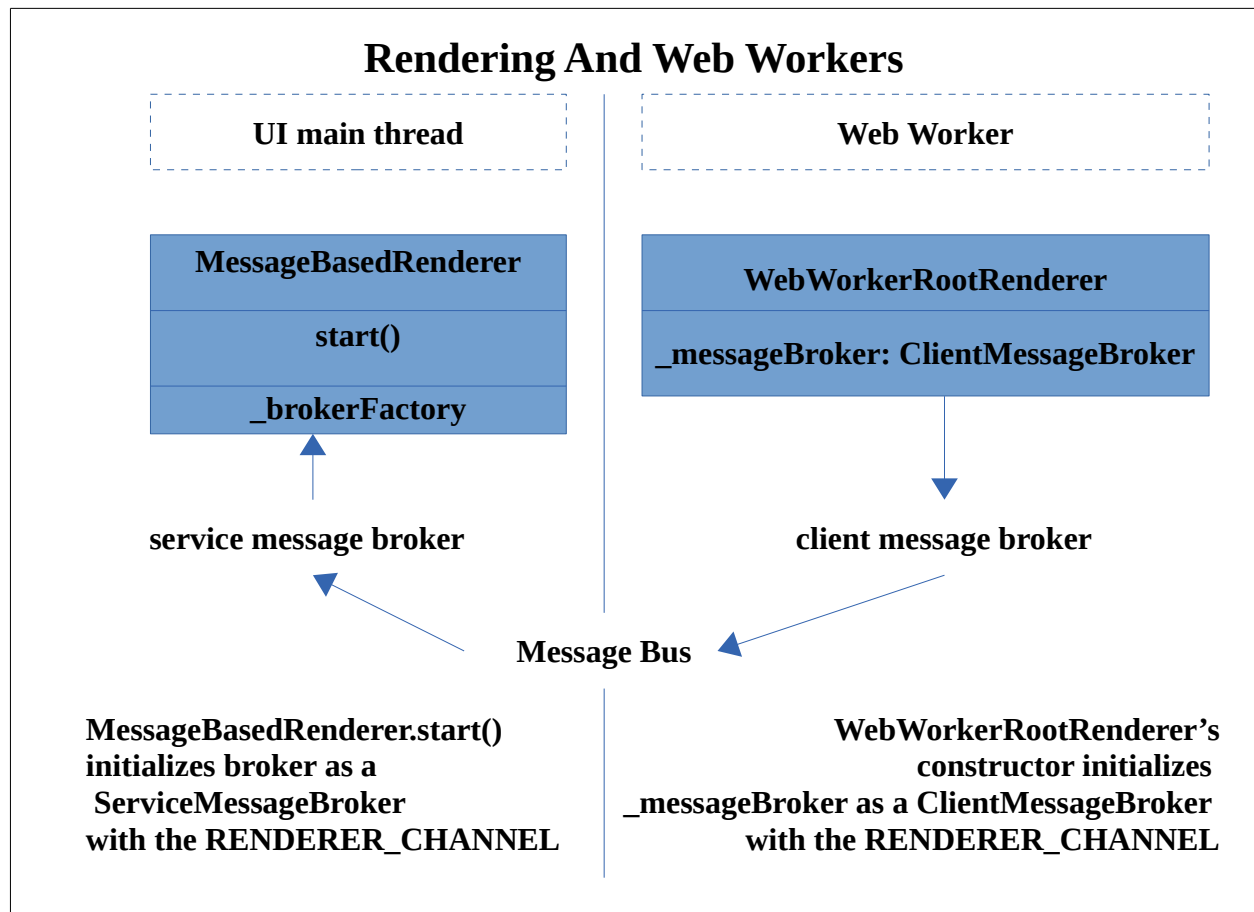 Rendering And Web Workers
UI main thread
Web Worker
MessageBasedRenderer
start()
_brokerFactory
WebWorkerRootRenderer
_messageBroker: ClientMessageBroker
service message broker
client message broker
Message Bus
MessageBasedRenderer.start()
initializes broker as a
ServiceMessageBroker
with the RENDERER_CHANNEL
WebWorkerRootRenderer’s
constructor initializes
_messageBroker as a ClientMessageBroker
with the RENDERER_CHANNEL